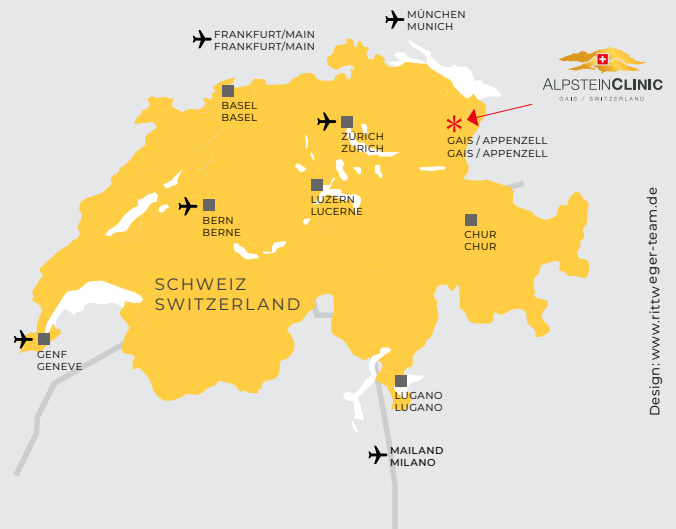 MÜNCHEN
MUNICH
FRANKFURT/MAIN
FRANKFURT/MAIN
ALPSTEINCLINIC
GAIS / SWITZERLAND
BASEL
BASEL
ZÜRICH
ZURICH
GAIS / APPENZELL
GAIS / APPENZELL
LUZERN
LUCERNE
BERN
BERNE
CHUR
CHUR
SCHWEIZ
SWITZERLAND
GENF
GENEVE
LUGANO
LUGANO
MAILAND
MILANO
Design: www.rittweger-team.de